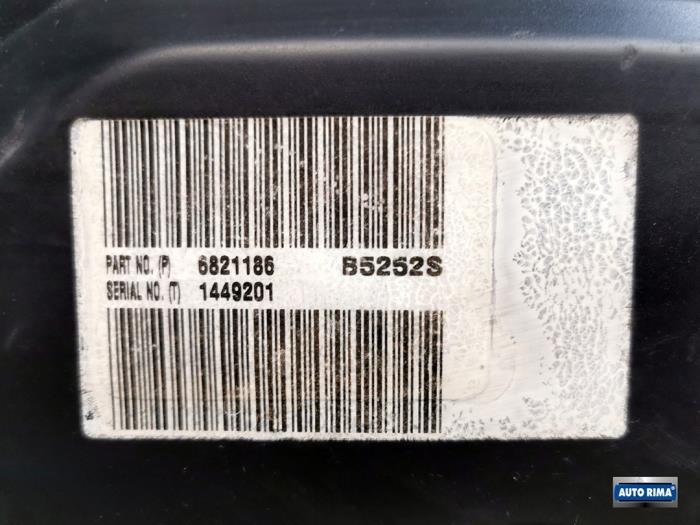 PART NO. (P) 6821186 B5252S
SERIAL NO. (T) 1449201
AUTO RIMA